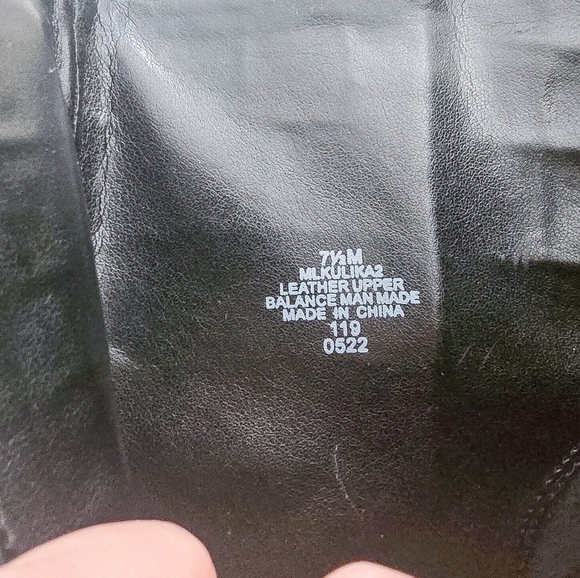 7½M
MLKULIKA2
LEATHER UPPER
BALANCE MAN MADE
MADE IN CHINA
119
0522